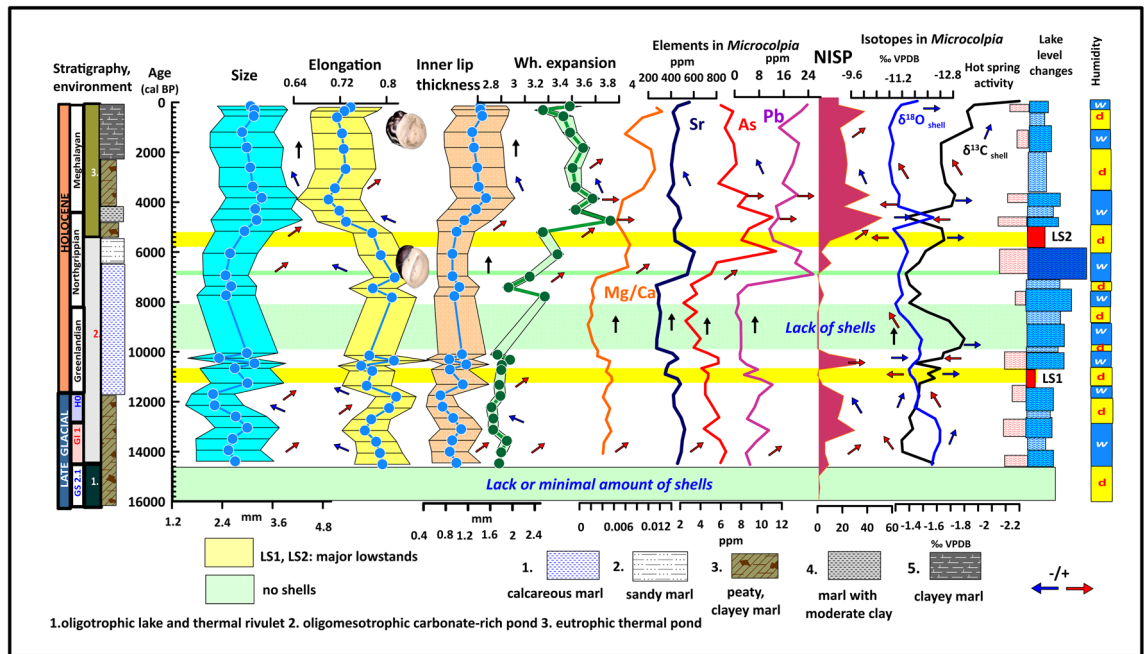 Stratigraphy, environment
Age (cal BP)
Size
Elongation
0.64 0.72 0.8
Inner lip thickness
Wh. expansion
2.8 3 3.2 3.4 3.6 3.8 4
Elements in Microcolpia
ppm
200 400 600 800
ppm
0 8 16 24
NISP
Isotopes in Microcolpia
‰ VPDB
-9.6 -11.2 -12.8
Hot spring activity
Lake level changes
Humidity
0
2000
4000
6000
8000
10000
12000
14000
16000
HOLOCENE
LATE GLACIAL
Meghalayan
Northgrippian
Greenlandian
H0
GI 1
GS 2.1
3.
2.
1.
Sr
As
Pb
Mg/Ca
δ18O shell
δ13C shell
Lack of shells
Lack or minimal amount of shells
LS2
LS1
w
d
w
d
w
d
w
d
w
d
w
d
w
d
w
d
w
d
1.2 2.4 3.6 4.8
mm
0.4 0.8 1.2 1.6 2 2.4
mm
0 0.006 0.012
2 4 6 8 10 12
ppm
0 20 40 60
-1.4 -1.6 -1.8 -2 -2.2
‰ VPDB
LS1, LS2: major lowstands
no shells
1.
calcareous marl
2.
sandy marl
3.
peaty, clayey marl
4.
marl with moderate clay
5.
clayey marl
-/+
1.oligotrophic lake and thermal rivulet 2. oligomesotrophic carbonate-rich pond 3. eutrophic thermal pond